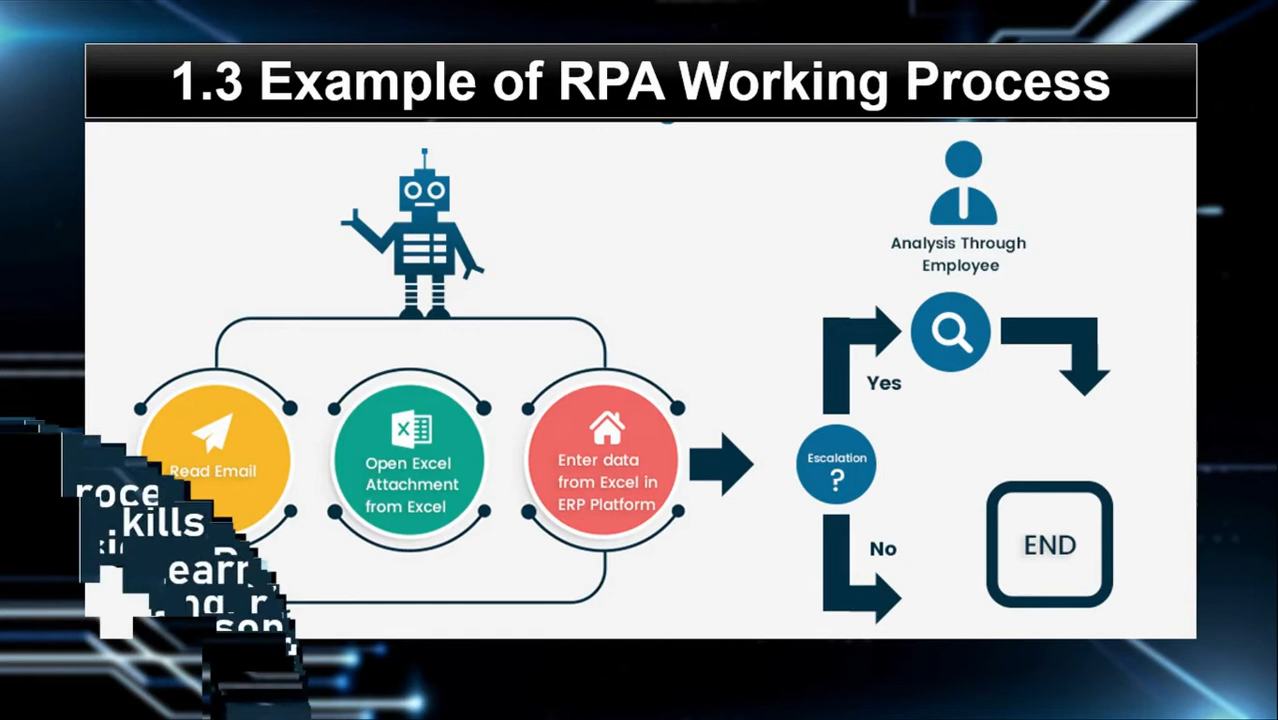 1.3 Example of RPA Working Process
Analysis Through
Employee
Yes
Read Email
Open Excel
Attachment
from Excel
Enter data
from Excel in
ERP Platform
Escalation
?
No
END
kills